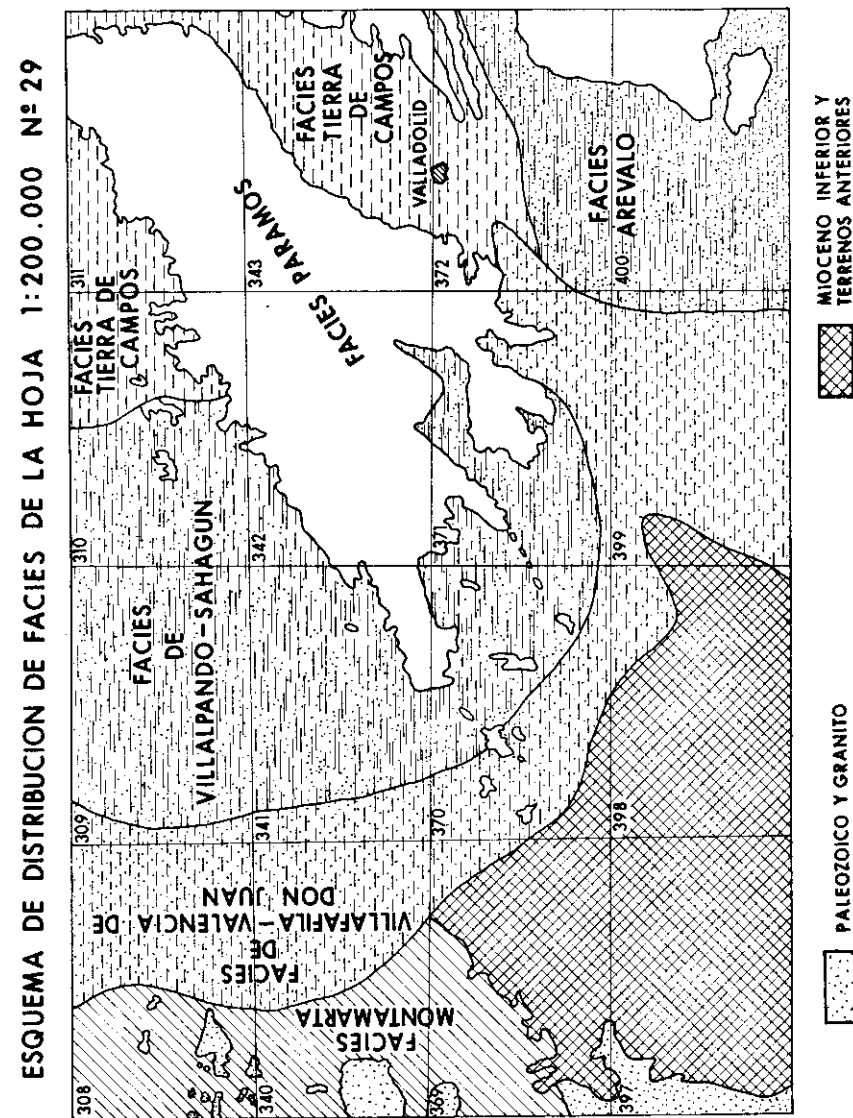 ESQUEMA DE DISTRIBUCION DE FACIES DE LA HOJA 1:200.000 Nº 29
308
309
310
311
FACIES
TIERRA DE
CAMPOS
FACIES
DE
VILLALPANDO-SAHAGUN
340
341
342
343
FACIES
DE
VILLAFAFILA-VALENCIA DE
DON JUAN
FACIES PARAMOS
FACIES
TIERRA
DE
CAMPOS
VALLADOLID
FACIES
MONTAMARTA
369
370
371
372
397
398
399
400
FACIES
AREVALO
PALEOZOICO Y GRANITO
MIOCENO INFERIOR Y
TERRENOS ANTERIORES